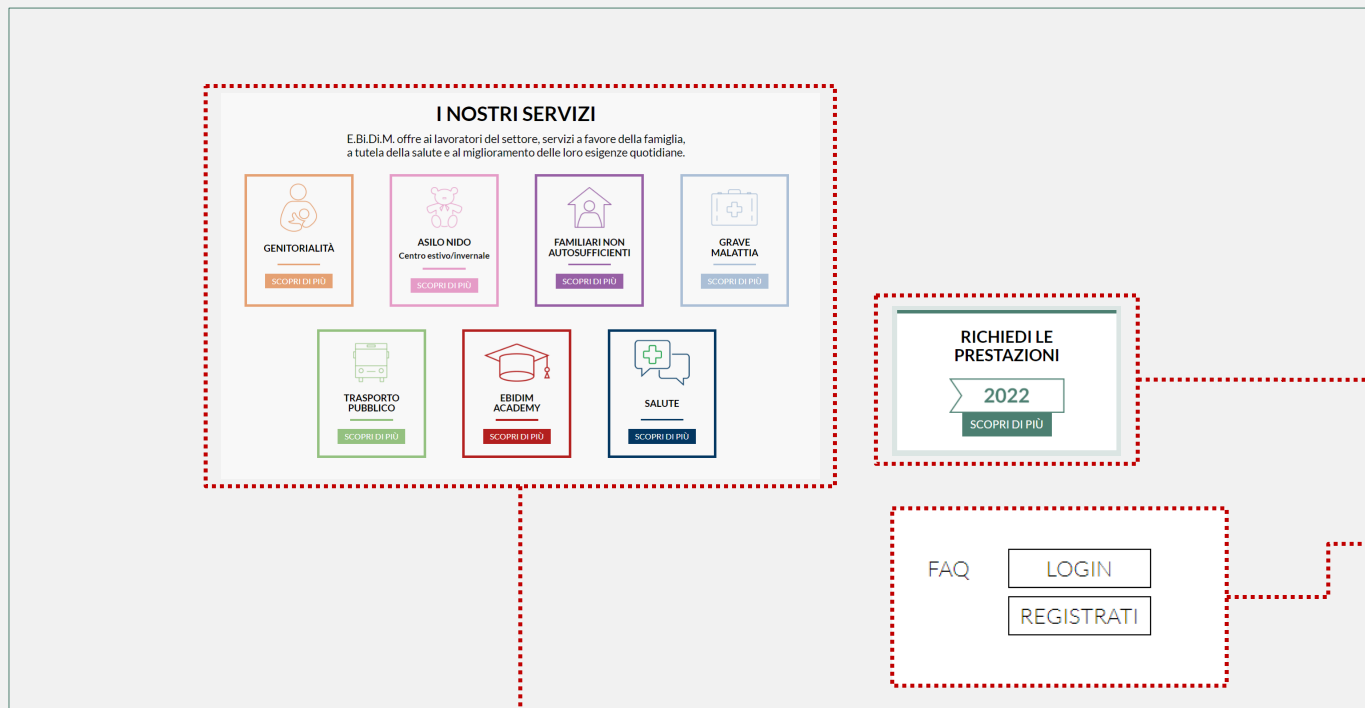 I NOSTRI SERVIZI
E.Bi.Di.M. offre ai lavoratori del settore, servizi a favore della famiglia,
a tutela della salute e al miglioramento delle loro esigenze quotidiane.
GENITORIALITÀ
SCOPRI DI PIÙ
ASILO NIDO
Centro estivo/invernale
SCOPRI DI PIÙ
FAMILIARI NON
AUTOSUFFICIENTI
SCOPRI DI PIÙ
GRAVE
MALATTIA
SCOPRI DI PIÙ
TRASPORTO
PUBBLICO
SCOPRI DI PIÙ
EBIDIM
ACADEMY
SCOPRI DI PIÙ
SALUTE
SCOPRI DI PIÙ
RICHIEDI LE
PRESTAZIONI
2022
SCOPRI DI PIÙ
FAQ
LOGIN
REGISTRATI